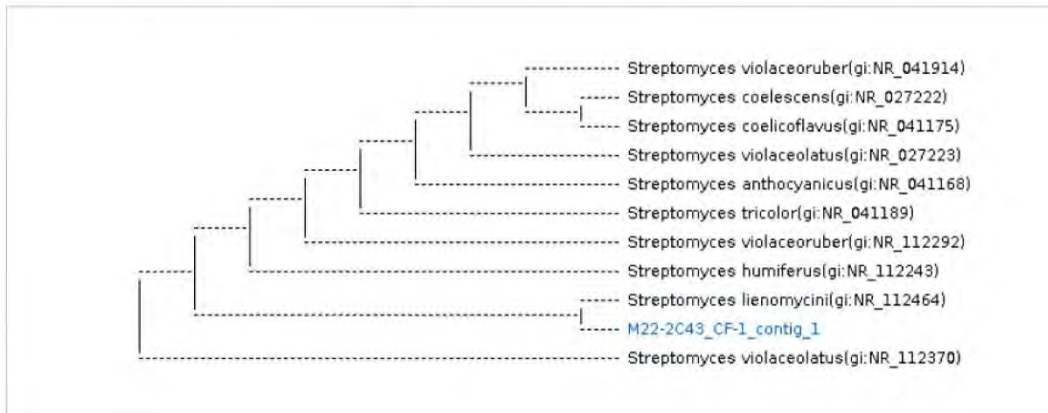 Streptomyces violaceoruber(gi:NR_041914)
Streptomyces coelescens(gi:NR_027222)
Streptomyces coelicoflavus(gi:NR_041175)
Streptomyces violaceolatus(gi:NR_027223)
Streptomyces anthocyanicus(gi:NR_041168)
Streptomyces tricolor(gi:NR_041189)
Streptomyces violaceoruber(gi:NR_112292)
Streptomyces humiferus(gi:NR_112243)
Streptomyces lienomycini(gi:NR_112464)
M22-2C43_CF-1_contig_1
Streptomyces violaceolatus(gi:NR_112370)